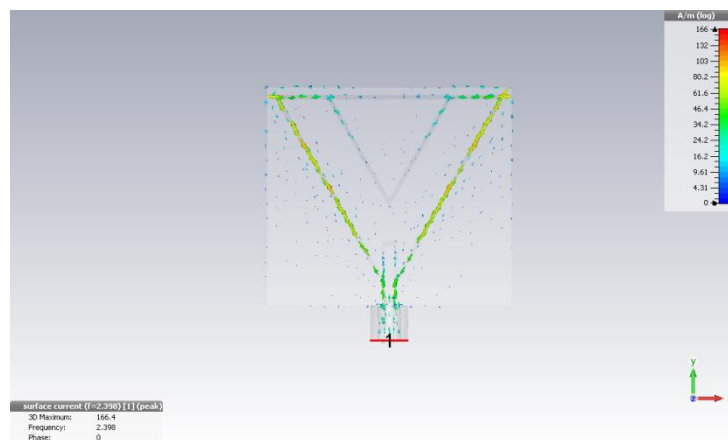 A/m (log)
166
132
103
80.2
61.6
46.4
34.2
24.2
16.2
9.61
4.31
0
1
y
surface current (f=2.398) [1] (peak)
3D Maximum: 166.4
Frequency: 2.398
Phase: 0